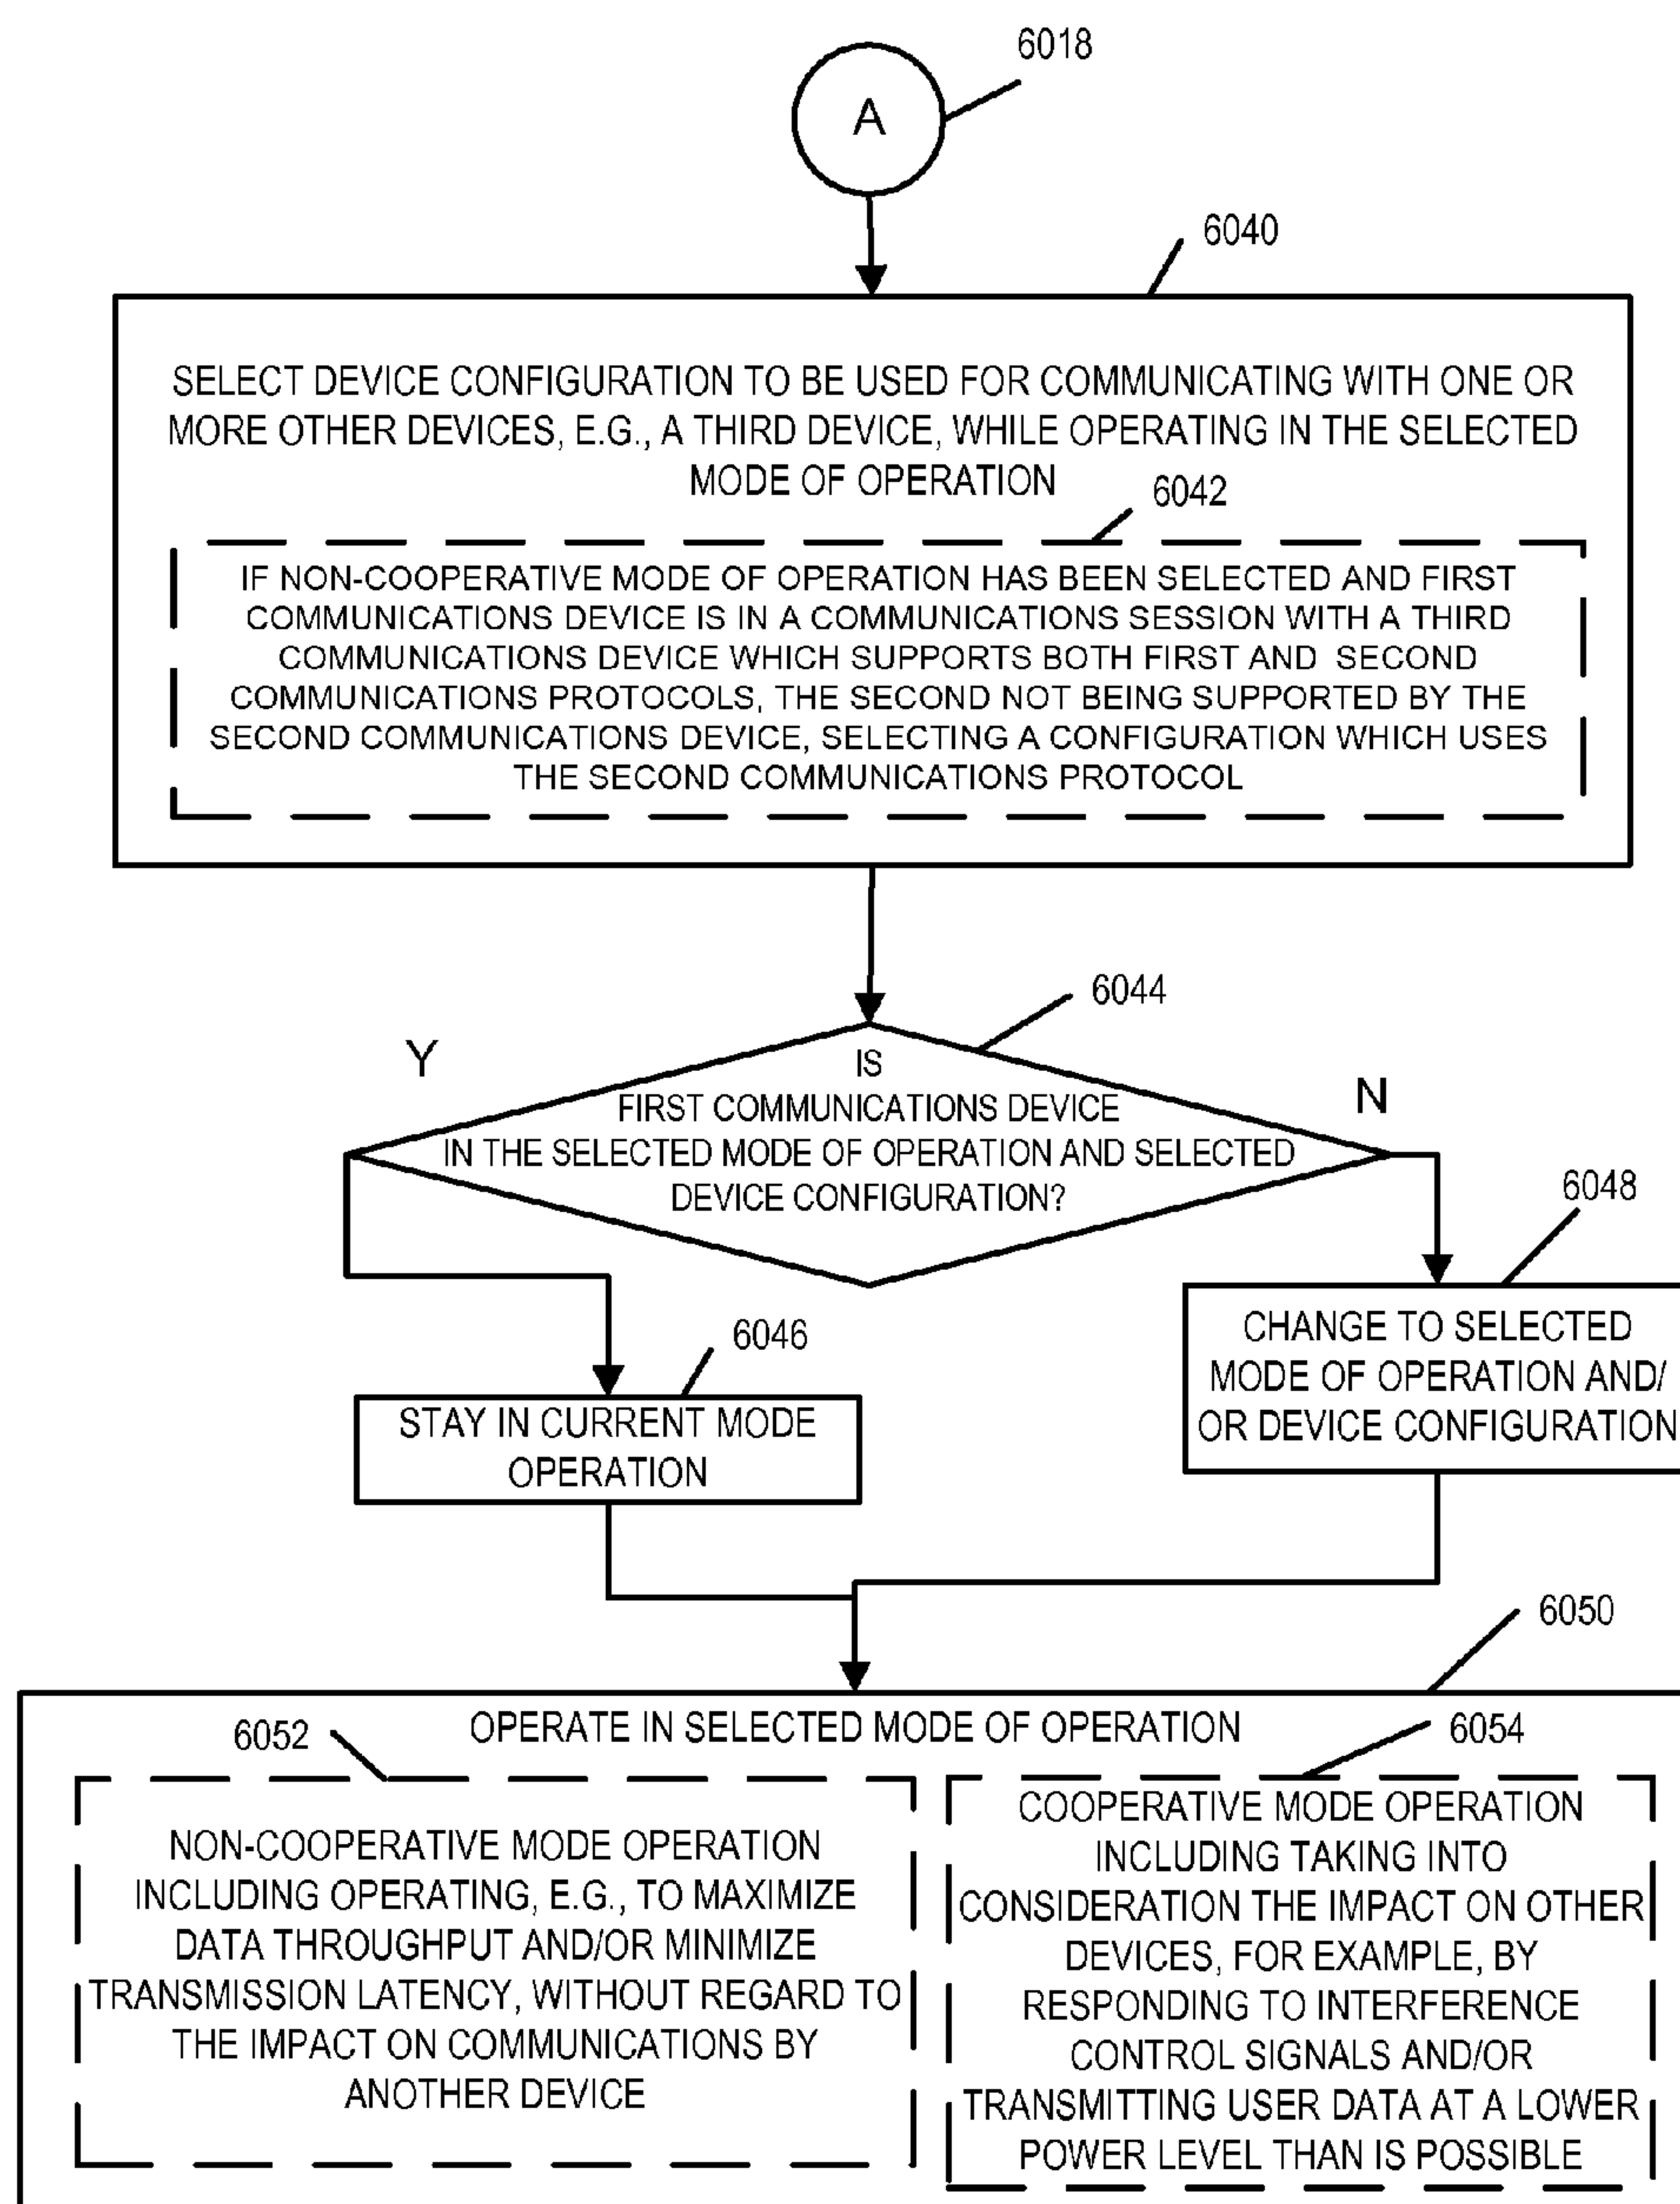 6018
A
6040
SELECT DEVICE CONFIGURATION TO BE USED FOR COMMUNICATING WITH ONE OR
MORE OTHER DEVICES, E.G., A THIRD DEVICE, WHILE OPERATING IN THE SELECTED
MODE OF OPERATION
6042
IF NON-COOPERATIVE MODE OF OPERATION HAS BEEN SELECTED AND FIRST
COMMUNICATIONS DEVICE IS IN A COMMUNICATIONS SESSION WITH A THIRD
COMMUNICATIONS DEVICE WHICH SUPPORTS BOTH FIRST AND SECOND
COMMUNICATIONS PROTOCOLS, THE SECOND NOT BEING SUPPORTED BY THE
SECOND COMMUNICATIONS DEVICE, SELECTING A CONFIGURATION WHICH USES
THE SECOND COMMUNICATIONS PROTOCOL
6044
Y
N
IS
FIRST COMMUNICATIONS DEVICE
IN THE SELECTED MODE OF OPERATION AND SELECTED
DEVICE CONFIGURATION?
6046
STAY IN CURRENT MODE
OPERATION
6048
CHANGE TO SELECTED
MODE OF OPERATION AND/
OR DEVICE CONFIGURATION
6050
OPERATE IN SELECTED MODE OF OPERATION
6052
NON-COOPERATIVE MODE OPERATION
INCLUDING OPERATING, E.G., TO MAXIMIZE
DATA THROUGHPUT AND/OR MINIMIZE
TRANSMISSION LATENCY, WITHOUT REGARD TO
THE IMPACT ON COMMUNICATIONS BY
ANOTHER DEVICE
6054
COOPERATIVE MODE OPERATION
INCLUDING TAKING INTO
CONSIDERATION THE IMPACT ON OTHER
DEVICES, FOR EXAMPLE, BY
RESPONDING TO INTERFERENCE
CONTROL SIGNALS AND/OR
TRANSMITTING USER DATA AT A LOWER
POWER LEVEL THAN IS POSSIBLE